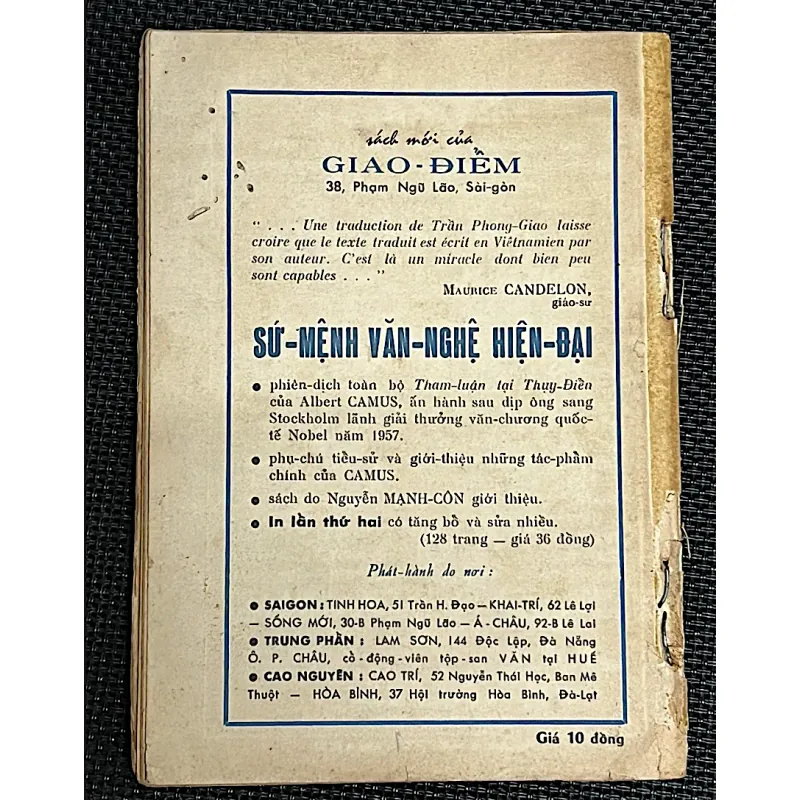 sách mới của
GIAO-ĐIỂM
38, Phạm Ngũ Lão, Sài-gòn
“ . . . Une traduction de Trần Phong-Giao laisse
croire que le texte traduit est écrit en Viêtnamien par
son auteur. C'est là un miracle dont bien peu
sont capables . . . ”
MAURICE CANDELON,
giáo-sư
SỨ-MỆNH VĂN-NGHỆ HIỆN-ĐẠI
● phiên-dịch toàn bộ Tham-luận tại Thụy-Điển
của Albert CAMUS, ấn hành sau dịp ông sang
Stockholm lãnh giải thưởng văn-chương quốc-
tế Nobel năm 1957.
● phụ-chú tiểu-sử và giới-thiệu những tác-phẩm
chính của CAMUS.
● sách do Nguyễn MẠNH-CÔN giới thiệu.
● In lần thứ hai có tăng bổ và sửa nhiều.
(128 trang — giá 36 đồng)
Phát-hành do nơi :
● SAIGON : TINH HOA, 51 Trần H. Đạo — KHAI-TRÍ, 62 Lê Lợi
— SỐNG MỚI, 30-B Phạm Ngũ Lão — Á - CHÂU, 92-B Lê Lai
● TRUNG PHẦN : LAM SƠN, 144 Độc Lập, Đà Nẵng
Ô. P. CHÂU, cổ-động-viên tập-san VĂN tại HUẾ
● CAO NGUYÊN : CAO TRÍ, 52 Nguyễn Thái Học, Ban Mê
Thuột — HÒA BÌNH, 37 Hội trường Hòa Bình, Đà-Lạt
Giá 10 đồng